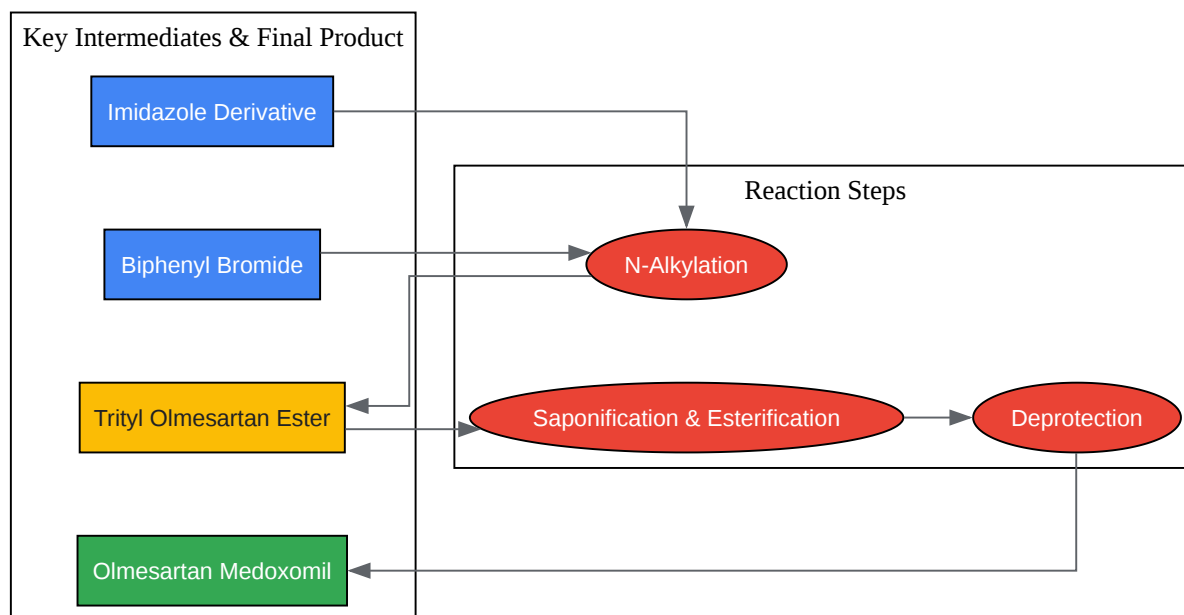 Key Intermediates & Final Product
Imidazole Derivative
Reaction Steps
Biphenyl Bromide
N-Alkylation
Trityl Olmesartan Ester
Saponification & Esterification
Deprotection
Olmesartan Medoxomil